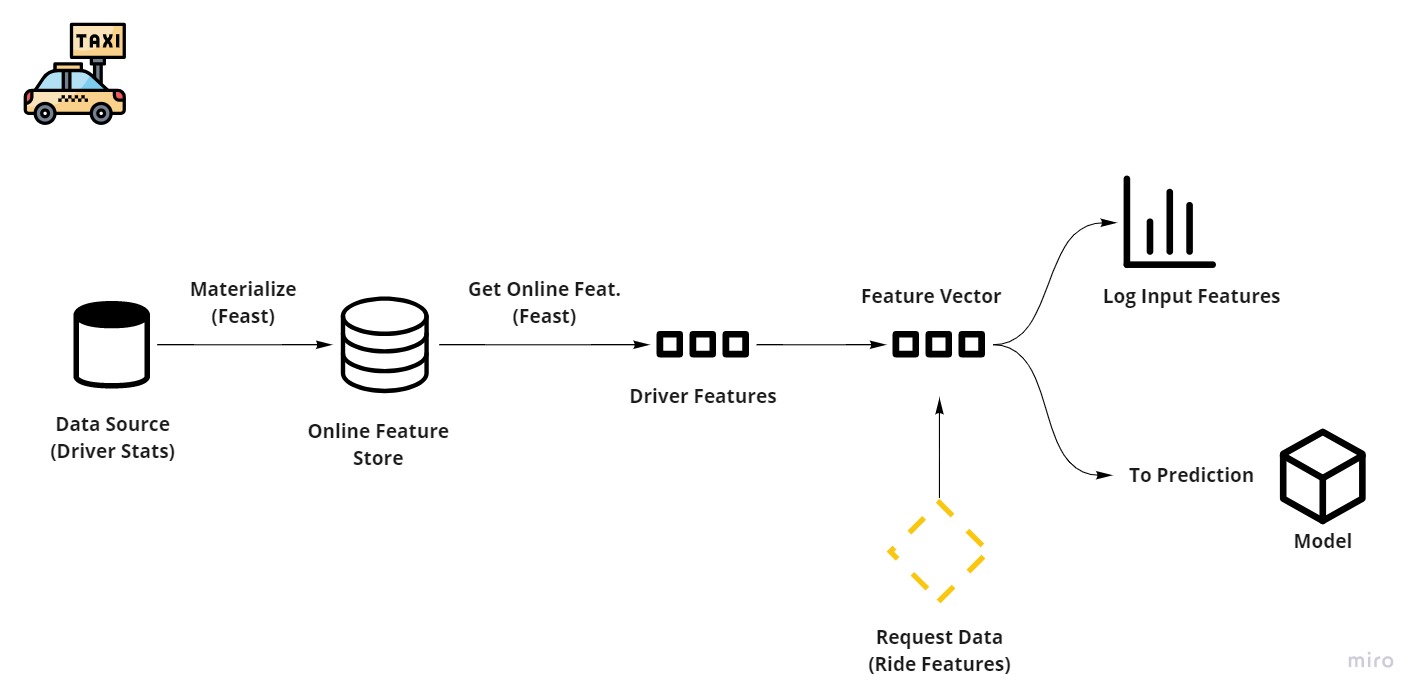 TAXI
Materialize
(Feast)
Get Online Feat.
(Feast)
Feature Vector
Log Input Features
Driver Features
Data Source
(Driver Stats)
Online Feature
Store
To Prediction
Model
Request Data
(Ride Features)
miro